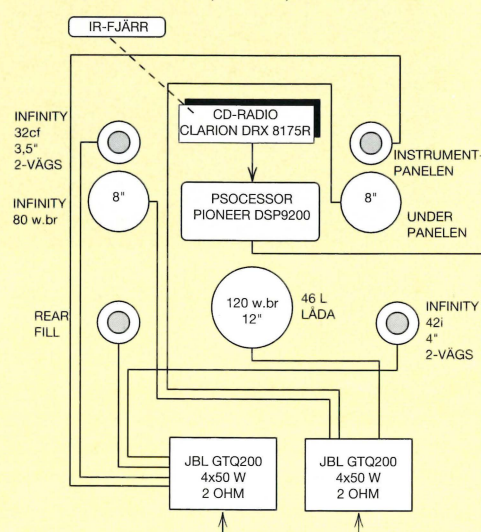 IR-FJÄRR
CD-RADIO
CLARION DRX 8175R
INFINITY
32cf
3,5"
2-VÄGS
INSTRUMENT-
PANELEN
INFINITY
80 w.br
8"
PSOCESSOR
PIONEER DSP9200
8"
UNDER
PANELEN
REAR
FILL
120 w.br
12"
46 L
LÅDA
INFINITY
42i
4"
2-VÄGS
JBL GTQ200
4x50 W
2 OHM
JBL GTQ200
4x50 W
2 OHM